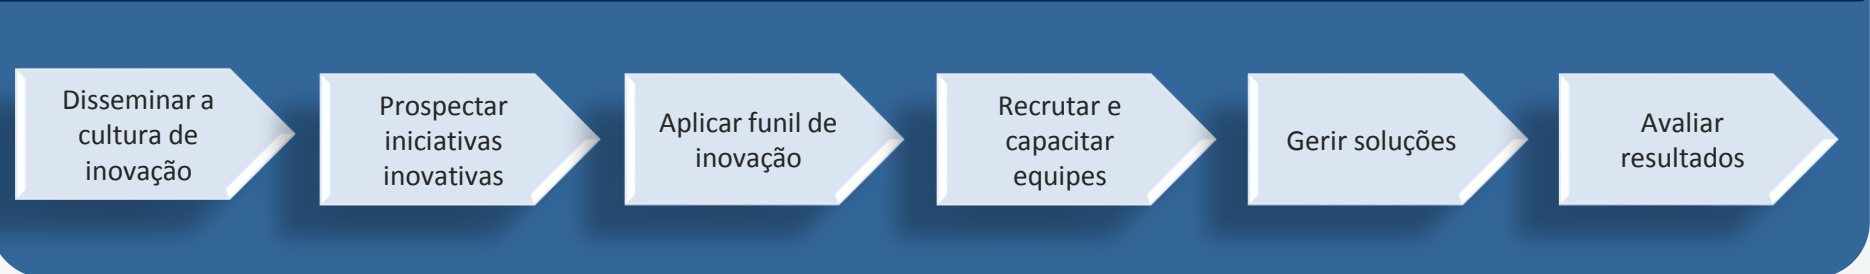 Disseminar a
cultura de
inovação
Prospectar
iniciativas
inovativas
Aplicar funil de
inovação
Recrutar e
capacitar
equipes
Gerir soluções
Avaliar
resultados